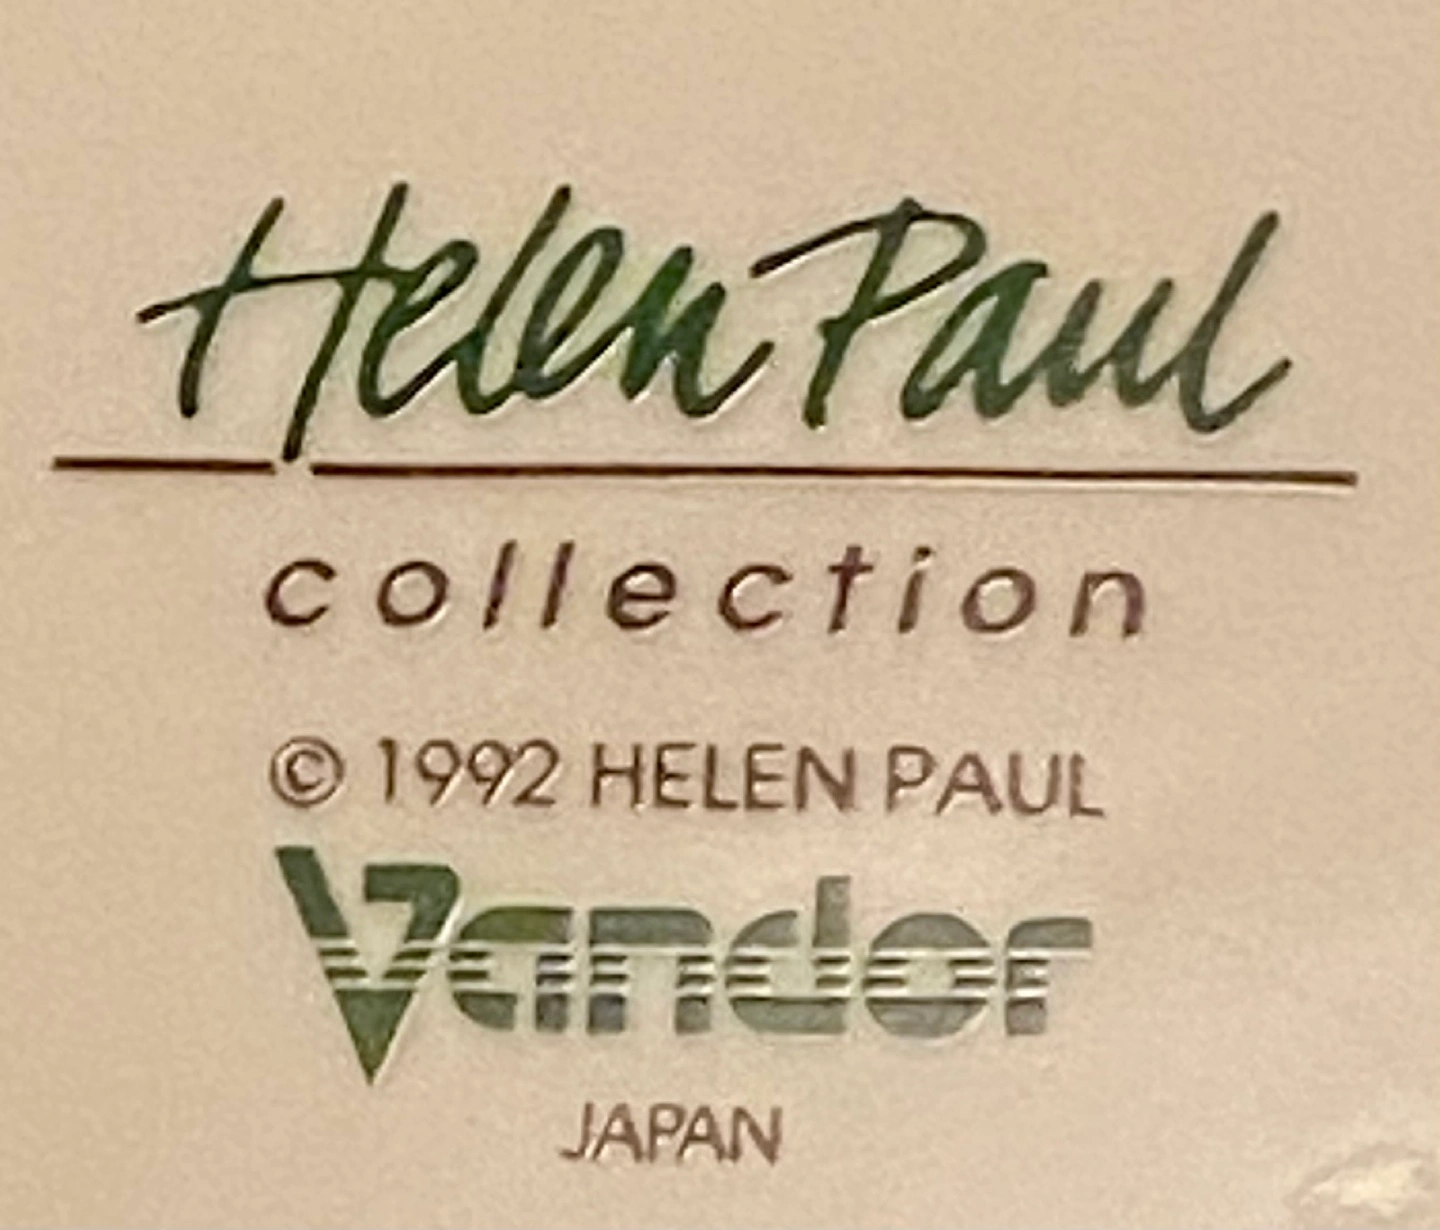 Helen Paul
collection
© 1992 HELEN PAUL
Vandor
JAPAN